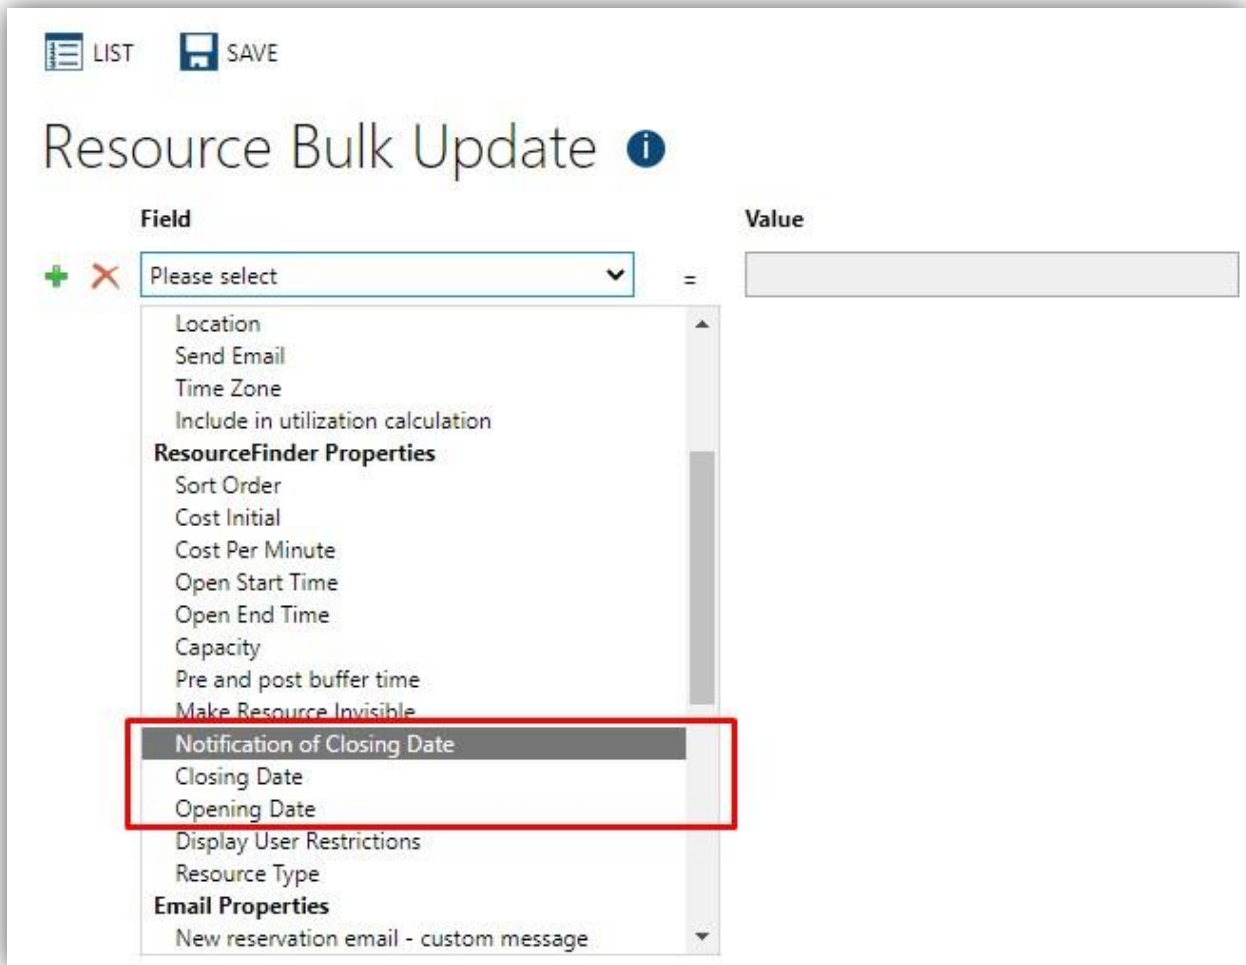 LIST SAVE
Resource Bulk Update i
Field Value
Please select =
Location
Send Email
Time Zone
Include in utilization calculation
ResourceFinder Properties
Sort Order
Cost Initial
Cost Per Minute
Open Start Time
Open End Time
Capacity
Pre and post buffer time
Make Resource Invisible
Notification of Closing Date
Closing Date
Opening Date
Display User Restrictions
Resource Type
Email Properties
New reservation email - custom message